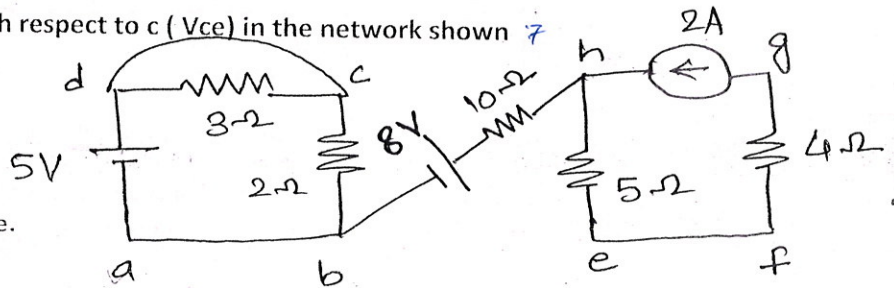 h respect to c ( Vce) in the network shown 7
2A
d
c
h
g
3Ω
8V
10Ω
5V
2Ω
5Ω
4Ω
e.
a
b
e
f